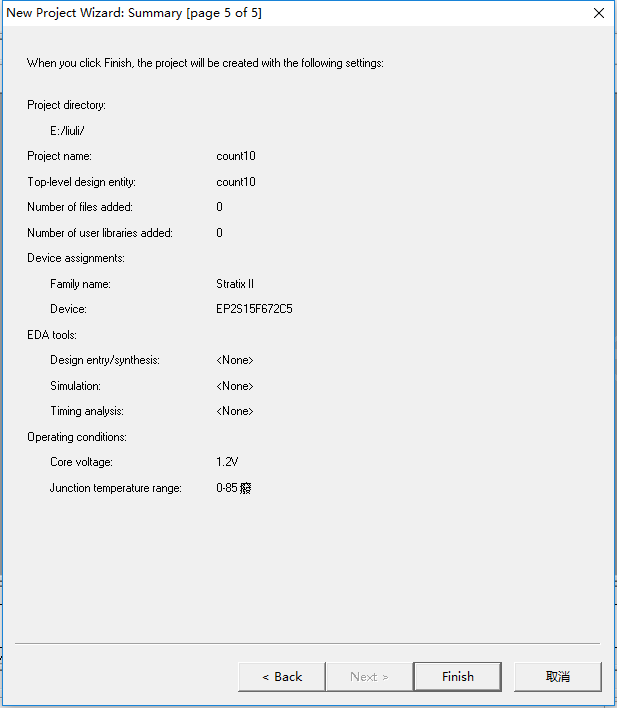 New Project Wizard: Summary [page 5 of 5]
When you click Finish, the project will be created with the following settings:
Project directory:
E:/liuli/
Project name: count10
Top-level design entity: count10
Number of files added: 0
Number of user libraries added: 0
Device assignments:
Family name: Stratix II
Device: EP2S15F672C5
EDA tools:
Design entry/synthesis: <None>
Simulation: <None>
Timing analysis: <None>
Operating conditions:
Core voltage: 1.2V
Junction temperature range: 0-85 癈
< Back
Next >
Finish
取消